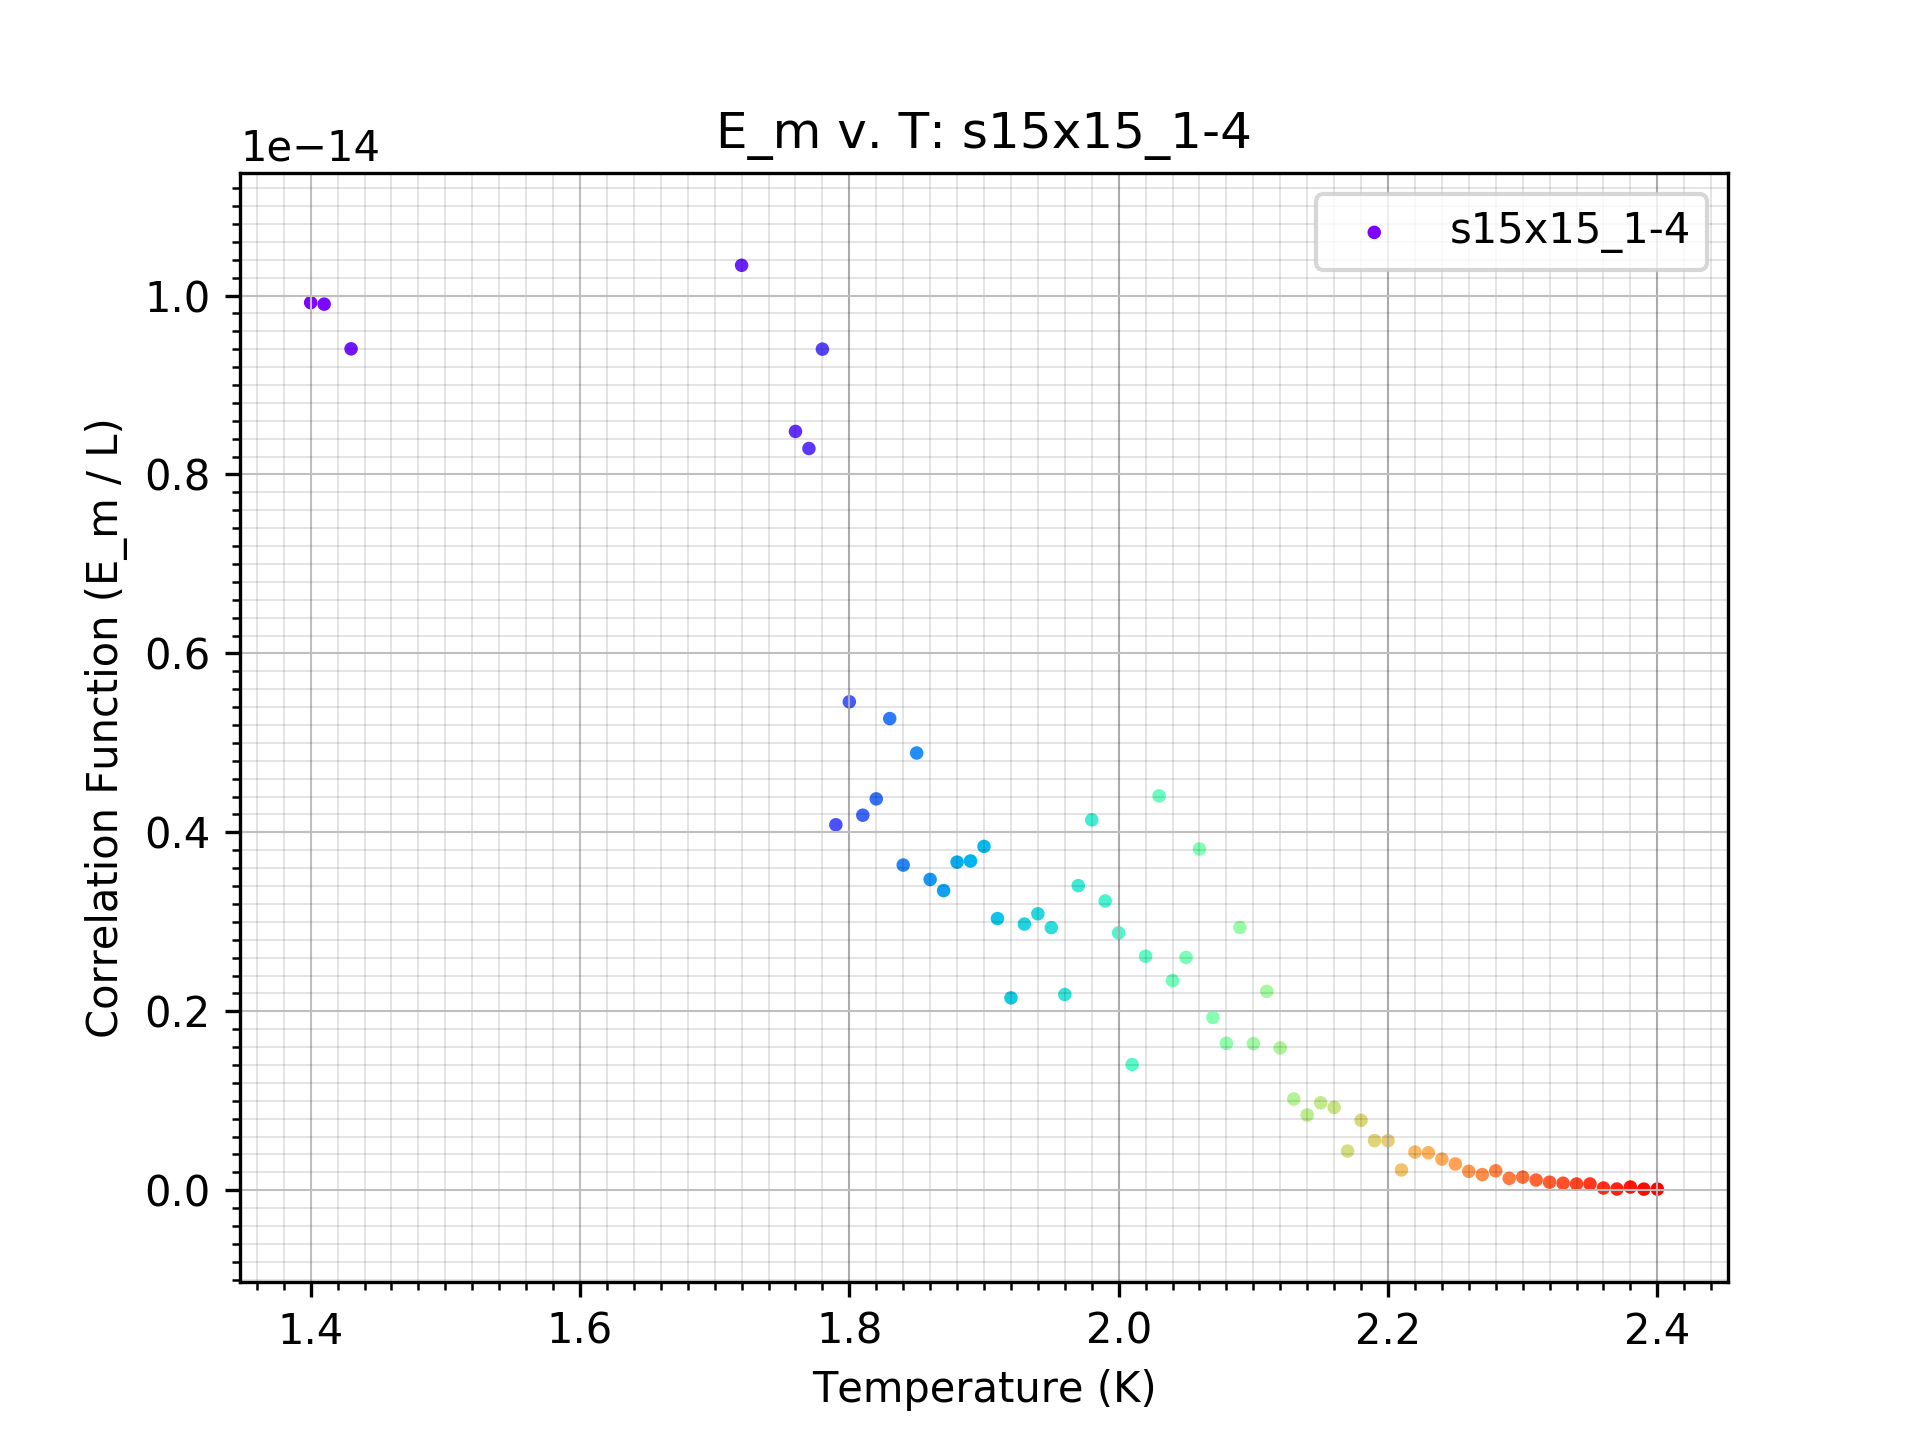 E_m v. T: s15x15_1-4
1e−14
s15x15_1-4
1.0
0.8
0.6
0.4
0.2
0.0
Correlation Function (E_m / L)
1.4 1.6 1.8 2.0 2.2 2.4
Temperature (K)